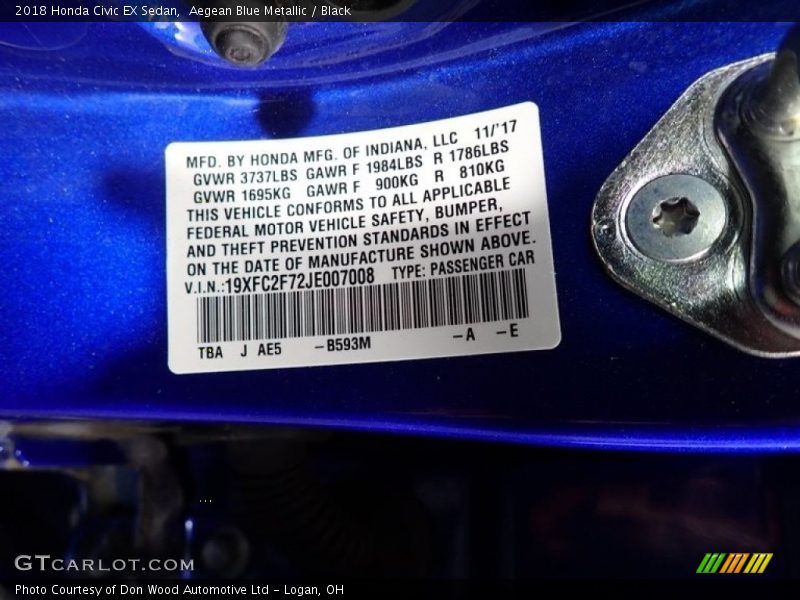 2018 Honda Civic EX Sedan,  Aegean Blue Metallic / Black
MFD. BY HONDA MFG. OF INDIANA, LLC 11/'17
GVWR 3737LBS GAWR F 1984LBS R 1786LBS
GVWR 1695KG GAWR F 900KG R 810KG
THIS VEHICLE CONFORMS TO ALL APPLICABLE
FEDERAL MOTOR VEHICLE SAFETY, BUMPER,
AND THEFT PREVENTION STANDARDS IN EFFECT
ON THE DATE OF MANUFACTURE SHOWN ABOVE.
V.I.N.:19XFC2F72JE007008 TYPE: PASSENGER CAR
TBA J AE5 -B593M -A -E
GTCARLOT.COM
Photo Courtesy of Don Wood Automotive Ltd - Logan, OH